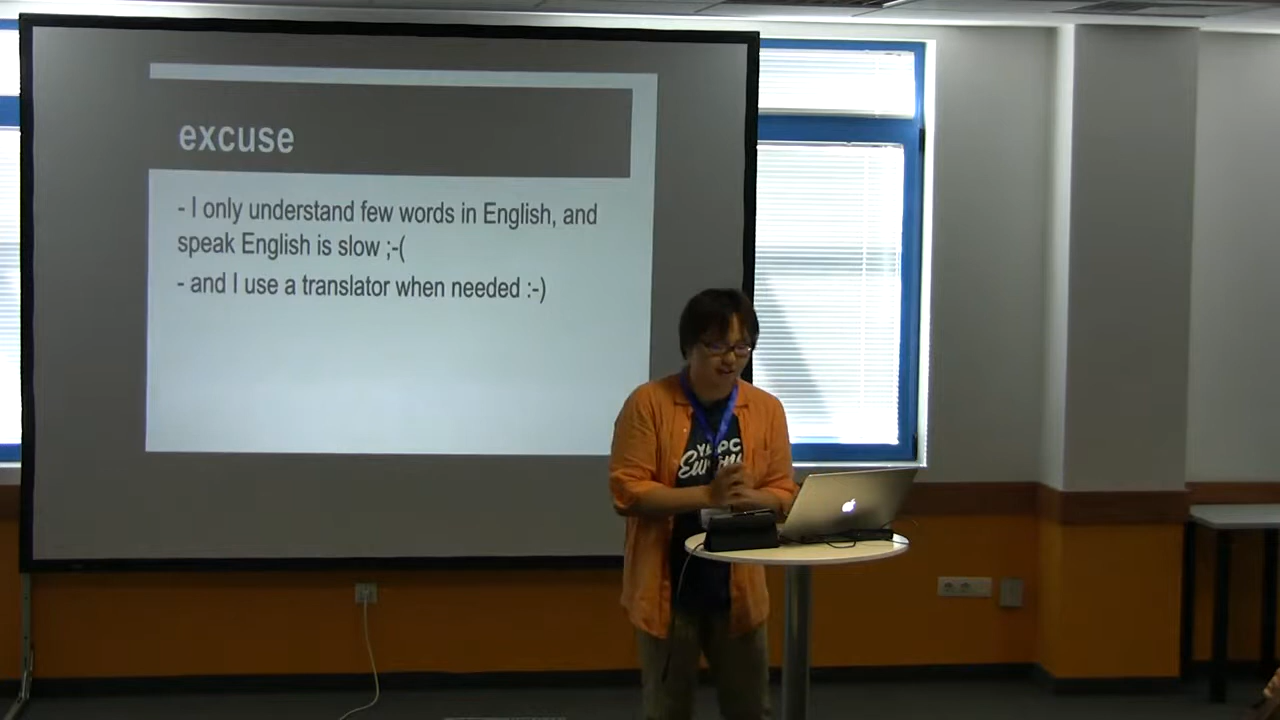 excuse
- I only understand few words in English, and
speak English is slow ;-(
- and I use a translator when needed :-)